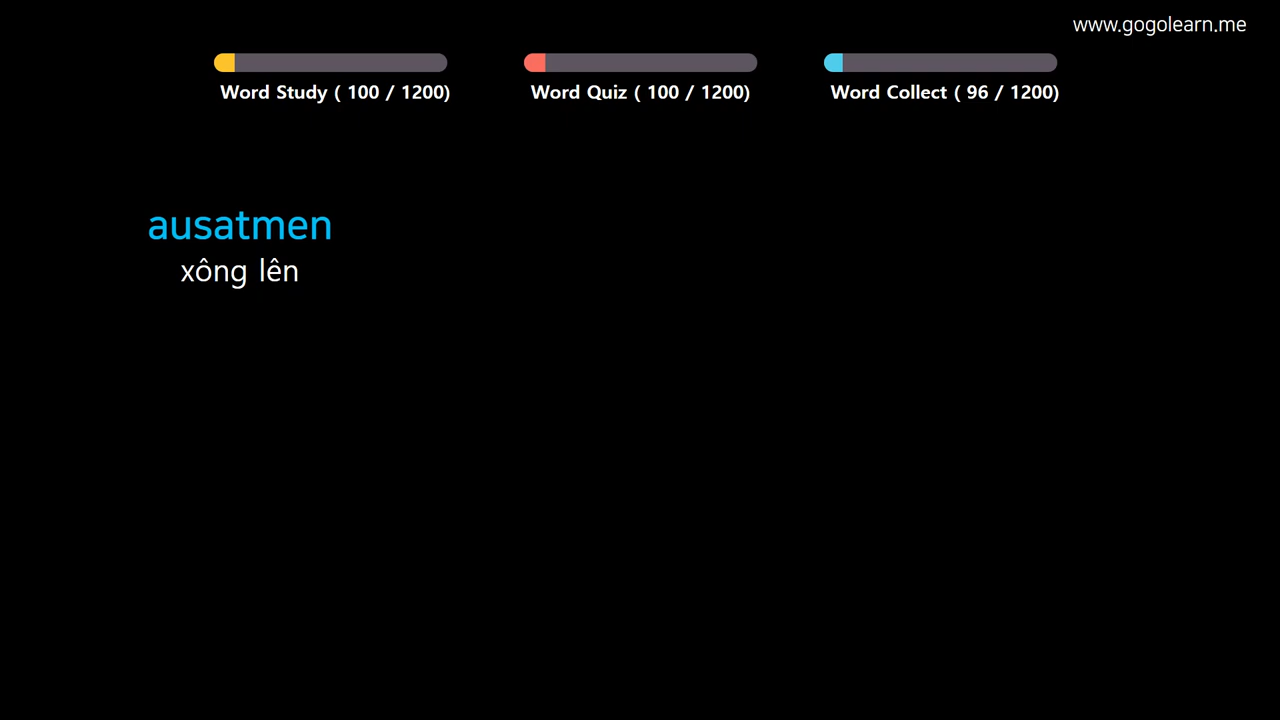 www.gogolearn.me
Word Study ( 100 / 1200)
Word Quiz ( 100 / 1200)
Word Collect ( 96 / 1200)
ausatmen
xông lên